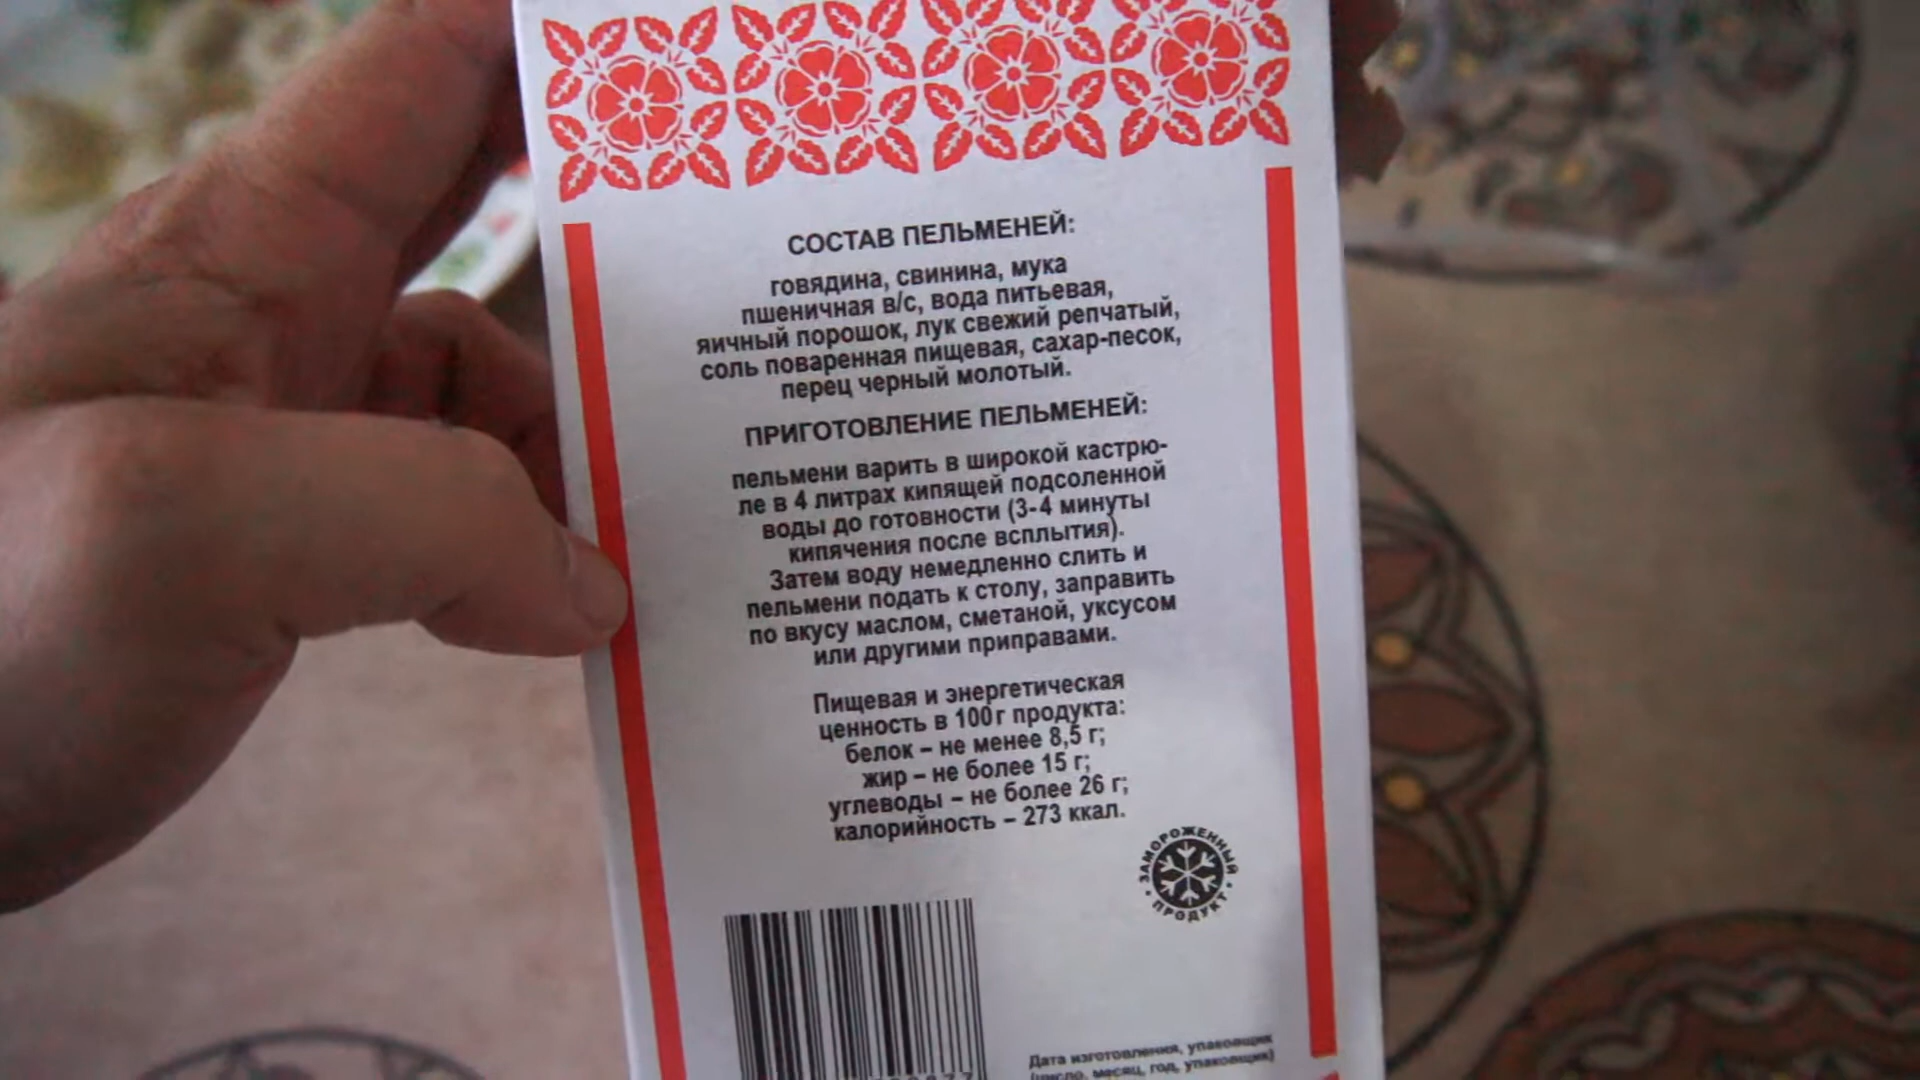 СОСТАВ ПЕЛЬМЕНЕЙ:
говядина, свинина, мука
пшеничная в/с, вода питьевая,
яичный порошок, лук свежий репчатый,
соль поваренная пищевая, сахар-песок,
перец черный молотый.
ПРИГОТОВЛЕНИЕ ПЕЛЬМЕНЕЙ:
пельмени варить в широкой кастрю-
ле в 4 литрах кипящей подсоленной
воды до готовности (3-4 минуты
кипячения после всплытия).
Затем воду немедленно слить и
пельмени подать к столу, заправить
по вкусу маслом, сметаной, уксусом
или другими приправами.
Пищевая и энергетическая
ценность в 100г продукта:
белок – не менее 8,5 г;
жир – не более 15 г;
углеводы – не более 26 г;
калорийность – 273 ккал.
ЗАМОРОЖЕННЫЙ
ПРОДУКТ
Дата изготовления, упаковщик
(число, месяц, год, упаковщик)